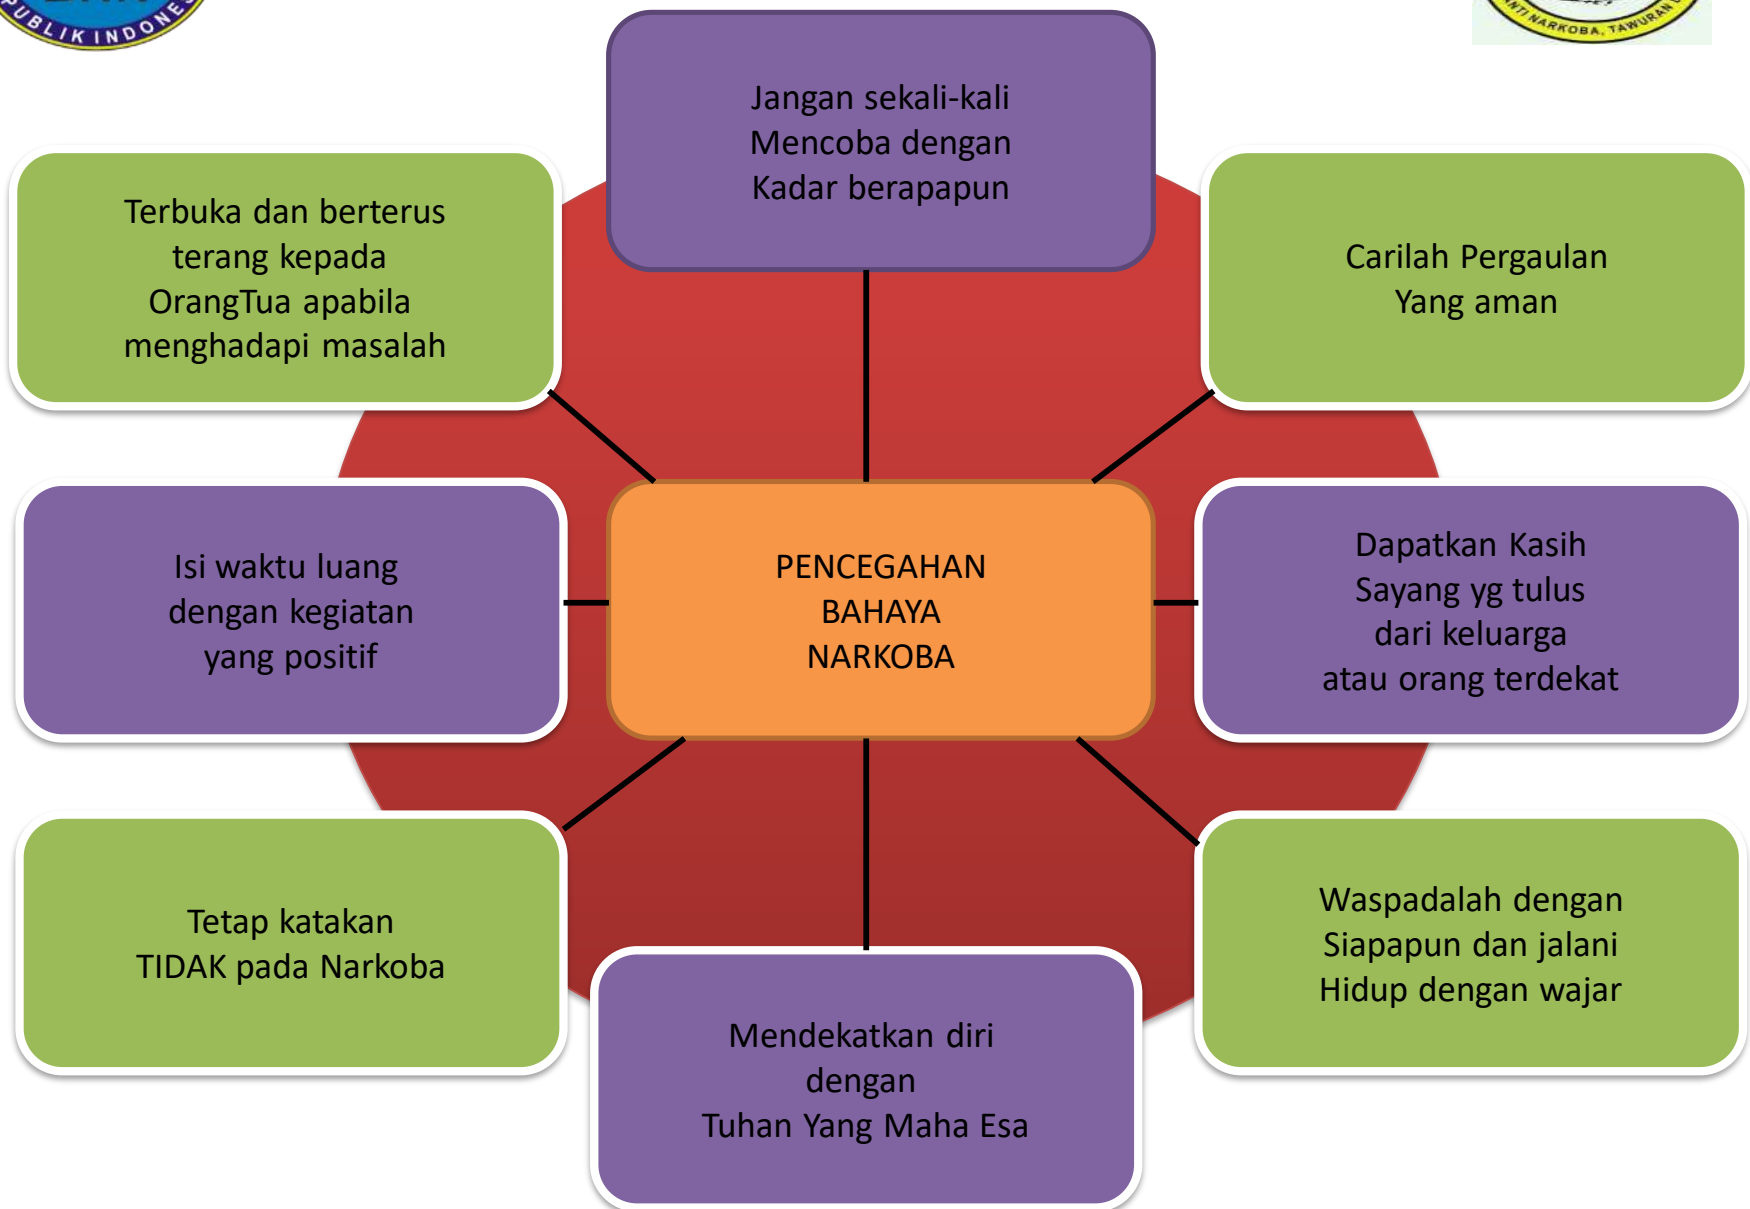 PUBLIK INDONES
ANTI NARKOBA, TAWURAN
Jangan sekali-kali
Mencoba dengan
Kadar berapapun
Terbuka dan berterus
terang kepada
OrangTua apabila
menghadapi masalah
Carilah Pergaulan
Yang aman
Isi waktu luang
dengan kegiatan
yang positif
PENCEGAHAN
BAHAYA
NARKOBA
Dapatkan Kasih
Sayang yg tulus
dari keluarga
atau orang terdekat
Tetap katakan
TIDAK pada Narkoba
Waspadalah dengan
Siapapun dan jalani
Hidup dengan wajar
Mendekatkan diri
dengan
Tuhan Yang Maha Esa